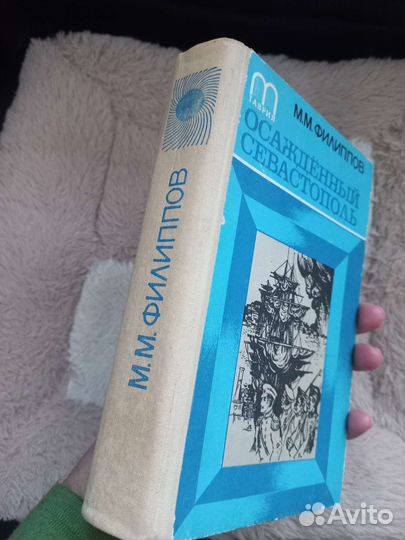 М.М. ФИЛИППОВ
ТАВРИЯ
М.М. ФИЛИППОВ
ОСАЖДЁННЫЙ
СЕВАСТОПОЛЬ
Avito